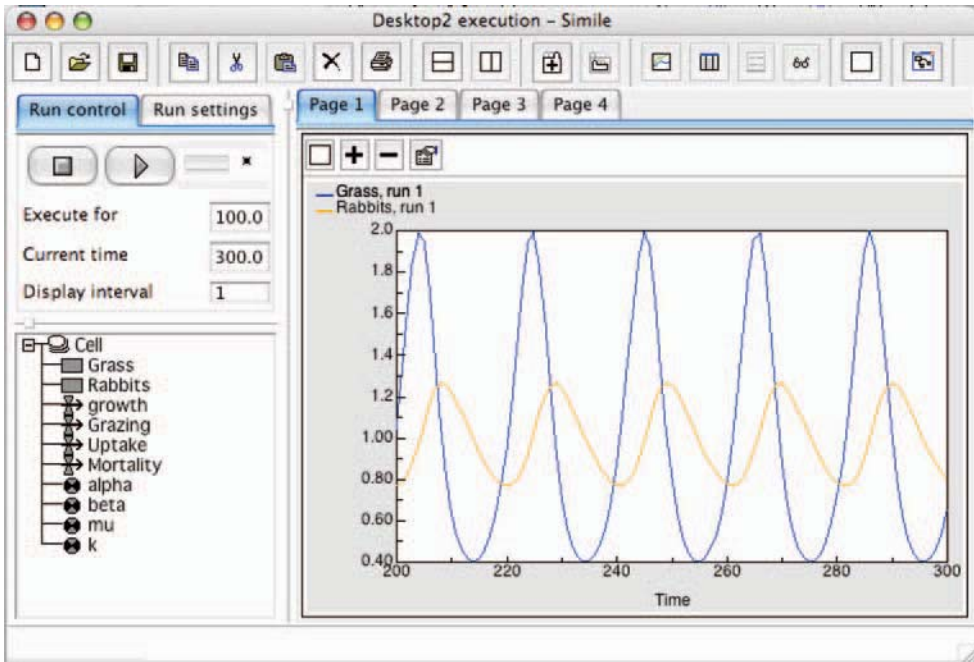 Desktop2 execution – Simile
Run control
Run settings
Page 1
Page 2
Page 3
Page 4
Execute for
100.0
Current time
300.0
Display interval
1
Cell
Grass
Rabbits
growth
Grazing
Uptake
Mortality
alpha
beta
mu
k
Grass, run 1
Rabbits, run 1
2.0
1.8
1.6
1.4
1.2
1.00
0.80
0.60
0.40
200
220
240
260
280
300
Time